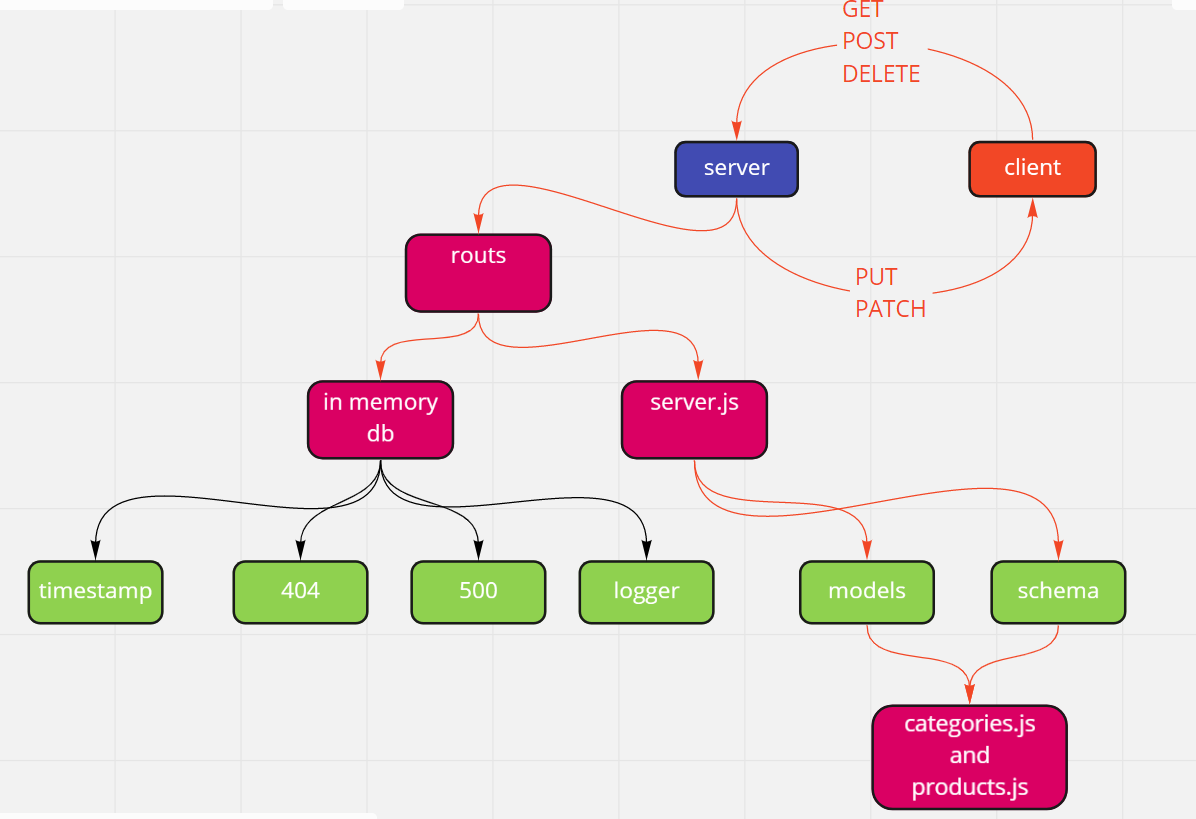 GET
POST
DELETE
server
client
routs
PUT
PATCH
in memory
db
server.js
timestamp
404
500
logger
models
schema
categories.js
and
products.js